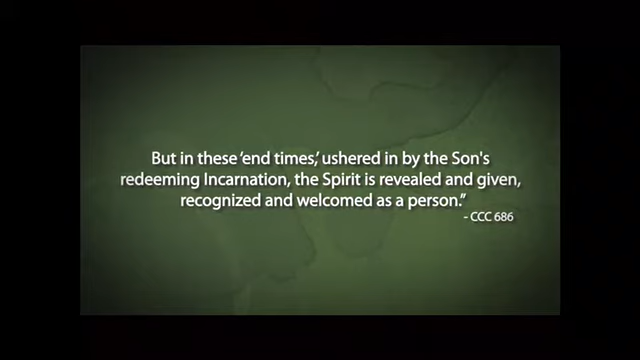 But in these 'end times,' ushered in by the Son's
redeeming Incarnation, the Spirit is revealed and given,
recognized and welcomed as a person.”
- CCC 686